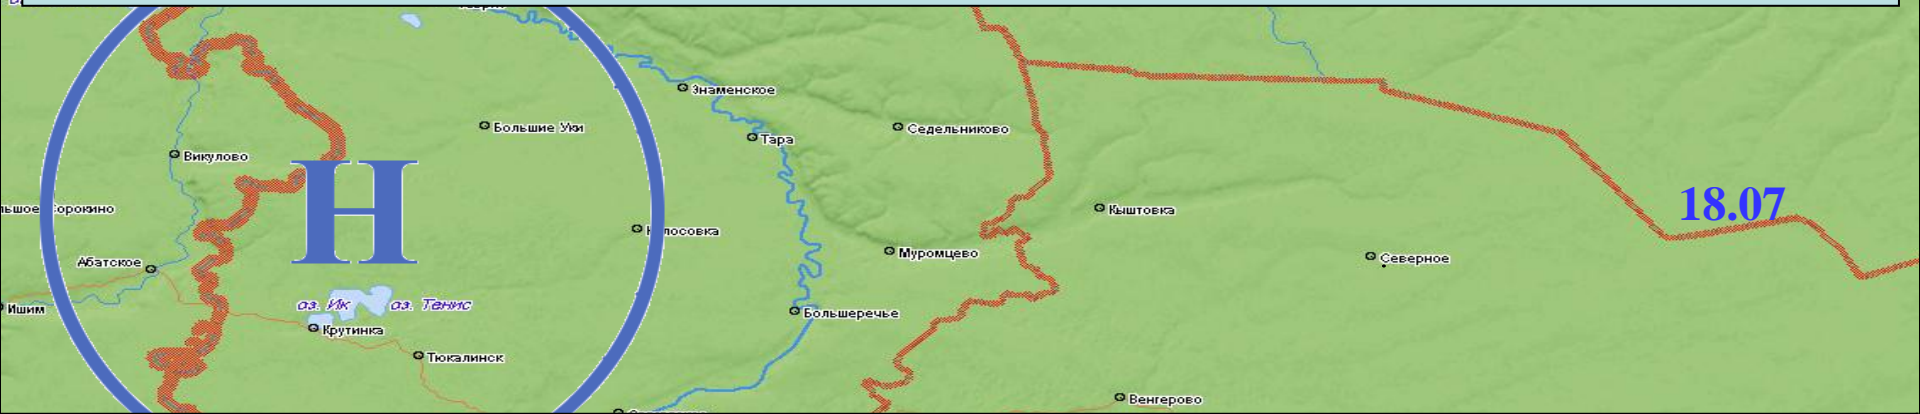 Знаменское
Большие Уки
Седельниково
Тара
Викулово
Н
18.07
Сорокино
Кыштовка
Муромцево
Северное
Абатское
оз. Ик
оз. Тенис
Ишим
Крутинка
Большеречье
Тюкалинск
Венгерово